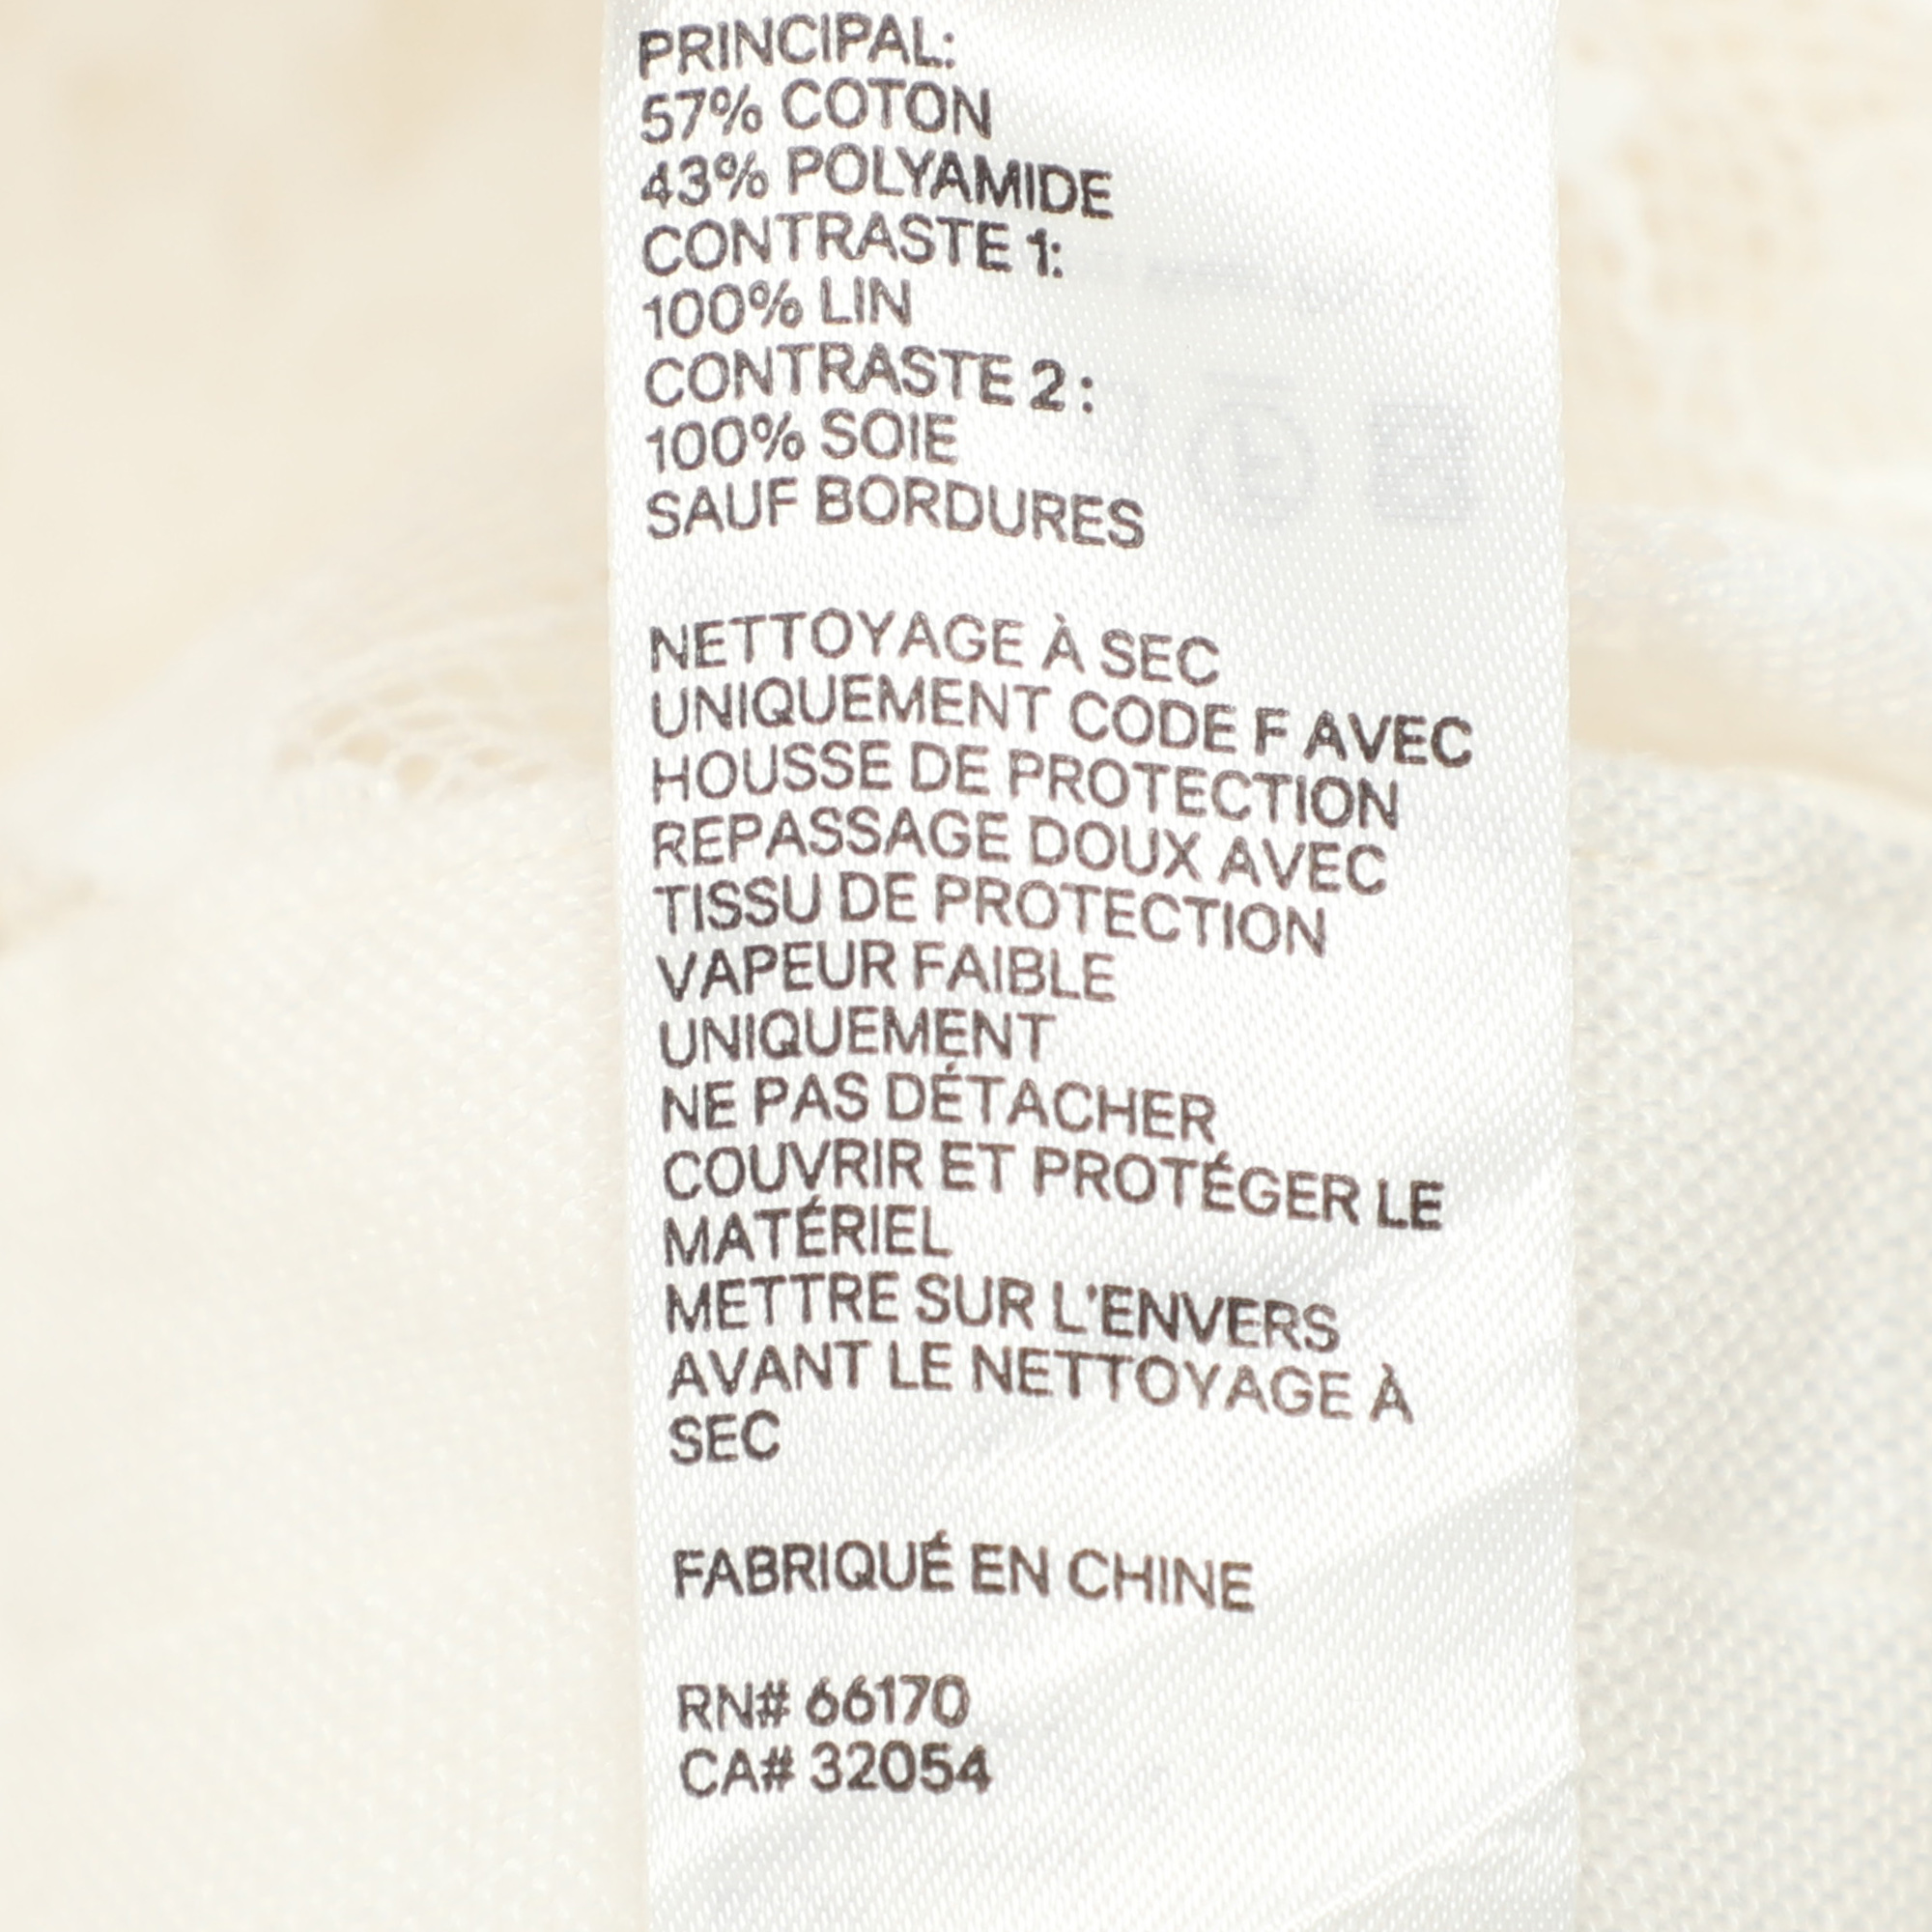 PRINCIPAL:
57% COTON
43% POLYAMIDE
CONTRASTE 1:
100% LIN
CONTRASTE 2 :
100% SOIE
SAUF BORDURES
NETTOYAGE À SEC
UNIQUEMENT CODE F AVEC
HOUSSE DE PROTECTION
REPASSAGE DOUX AVEC
TISSU DE PROTECTION
VAPEUR FAIBLE
UNIQUEMENT
NE PAS DÉTACHER
COUVRIR ET PROTÉGER LE
MATÉRIEL
METTRE SUR L'ENVERS
AVANT LE NETTOYAGE À
SEC
FABRIQUÉ EN CHINE
RN# 66170
CA# 32054